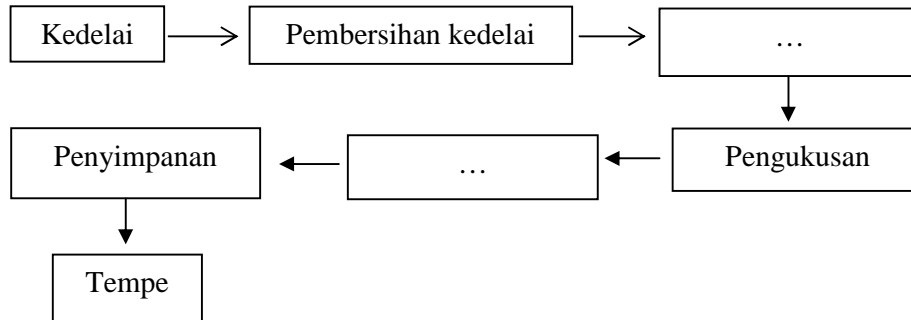 Kedelai
Pembersihan kedelai
…
Pengukusan
…
Penyimpanan
Tempe